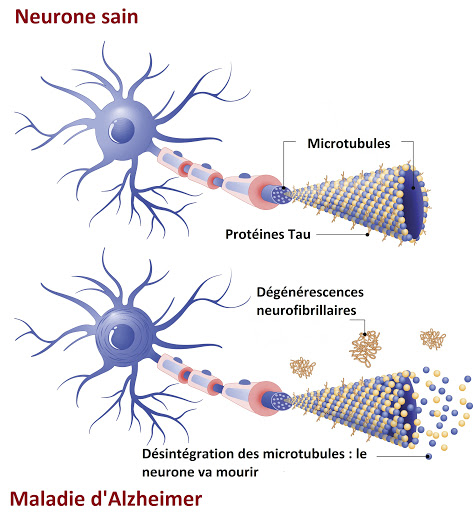 Neurone sain
Microtubules
Protéines Tau
Dégénérescences
neurofibrillaires
Désintégration des microtubules : le
neurone va mourir
Maladie d'Alzheimer